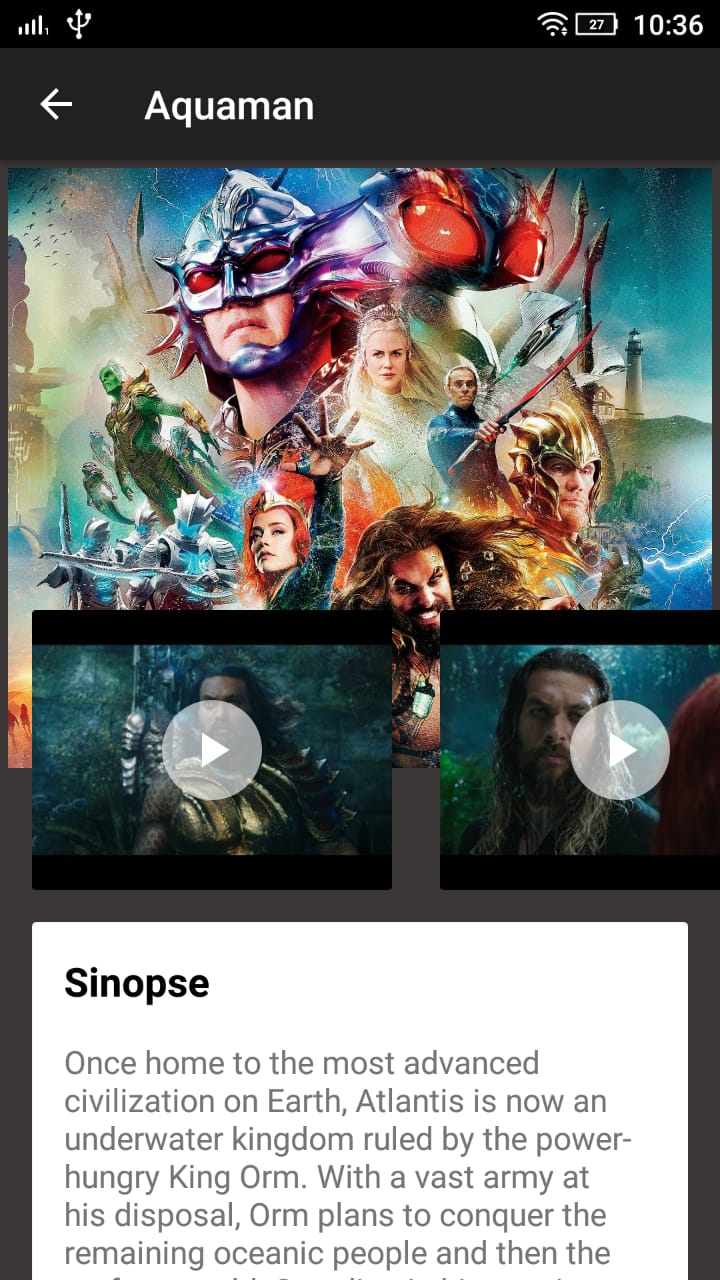 27 10:36
Aquaman
Sinopse
Once home to the most advanced
civilization on Earth, Atlantis is now an
underwater kingdom ruled by the power-
hungry King Orm. With a vast army at
his disposal, Orm plans to conquer the
remaining oceanic people and then the